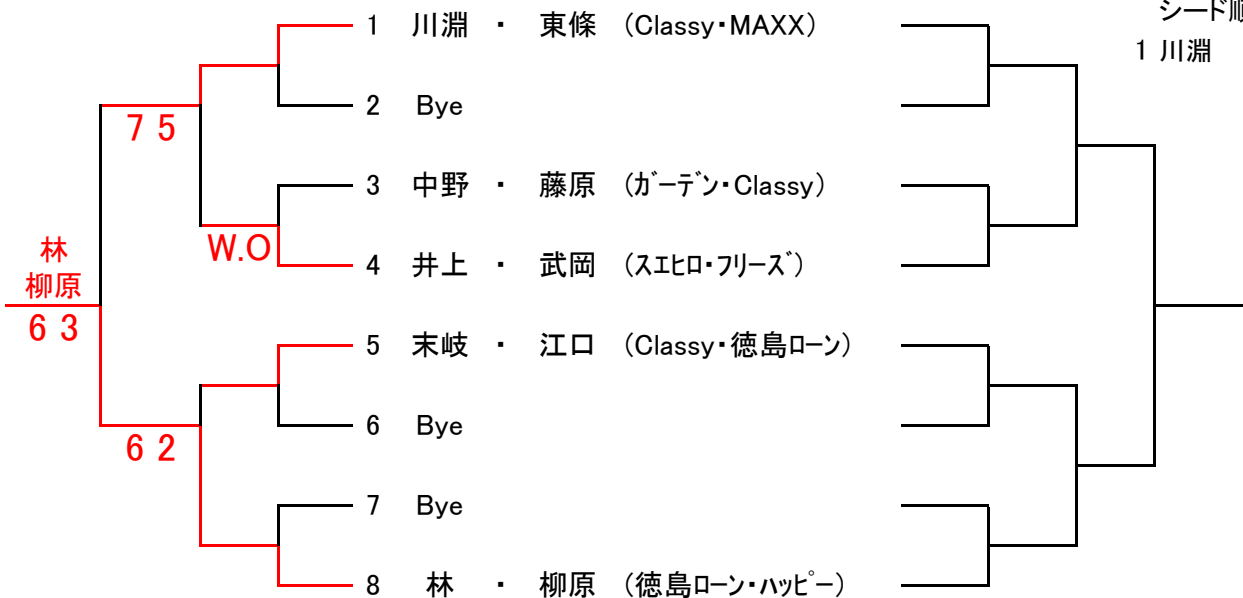 シード順
1 川淵
1 川淵 ・ 東條 (Classy・MAXX)
2 Bye
7 5
3 中野 ・ 藤原 (ｶﾞｰﾃﾞﾝ・Classy)
W.O
4 井上 ・ 武岡 (ｽｴﾋﾛ・ﾌﾘｰｽﾞ)
林
柳原
6 3
5 末岐 ・ 江口 (Classy・徳島ﾛｰﾝ)
6 Bye
6 2
7 Bye
8 林 ・ 柳原 (徳島ﾛｰﾝ・ﾊｯﾋﾟｰ)